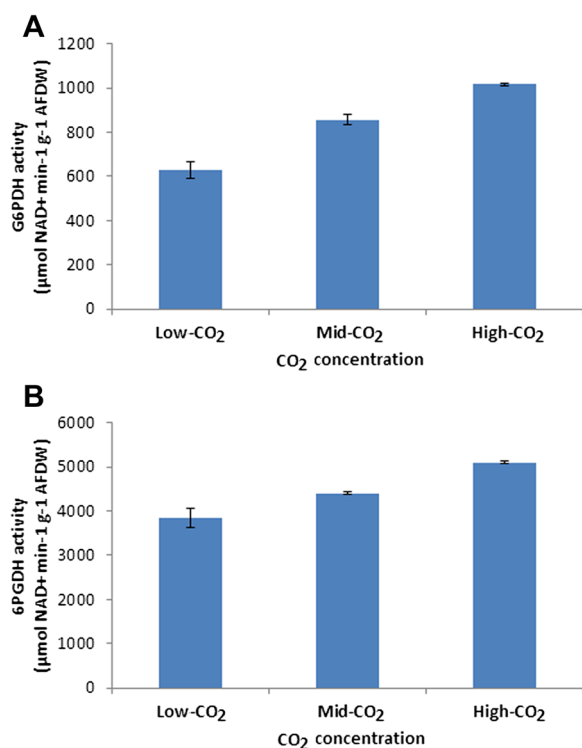 A
G6PDH activty
(µmol NAD+ min-1 g-1 AFDW)
1200
1000
800
600
400
200
0
Low-CO₂ Mid-CO₂ High-CO₂
CO₂ concentration
B
6PGDH activity
(µmol NAD+ min-1 g-1 AFDW)
6000
5000
4000
3000
2000
1000
0
Low-CO₂ Mid-CO₂ High-CO₂
CO₂ concentration